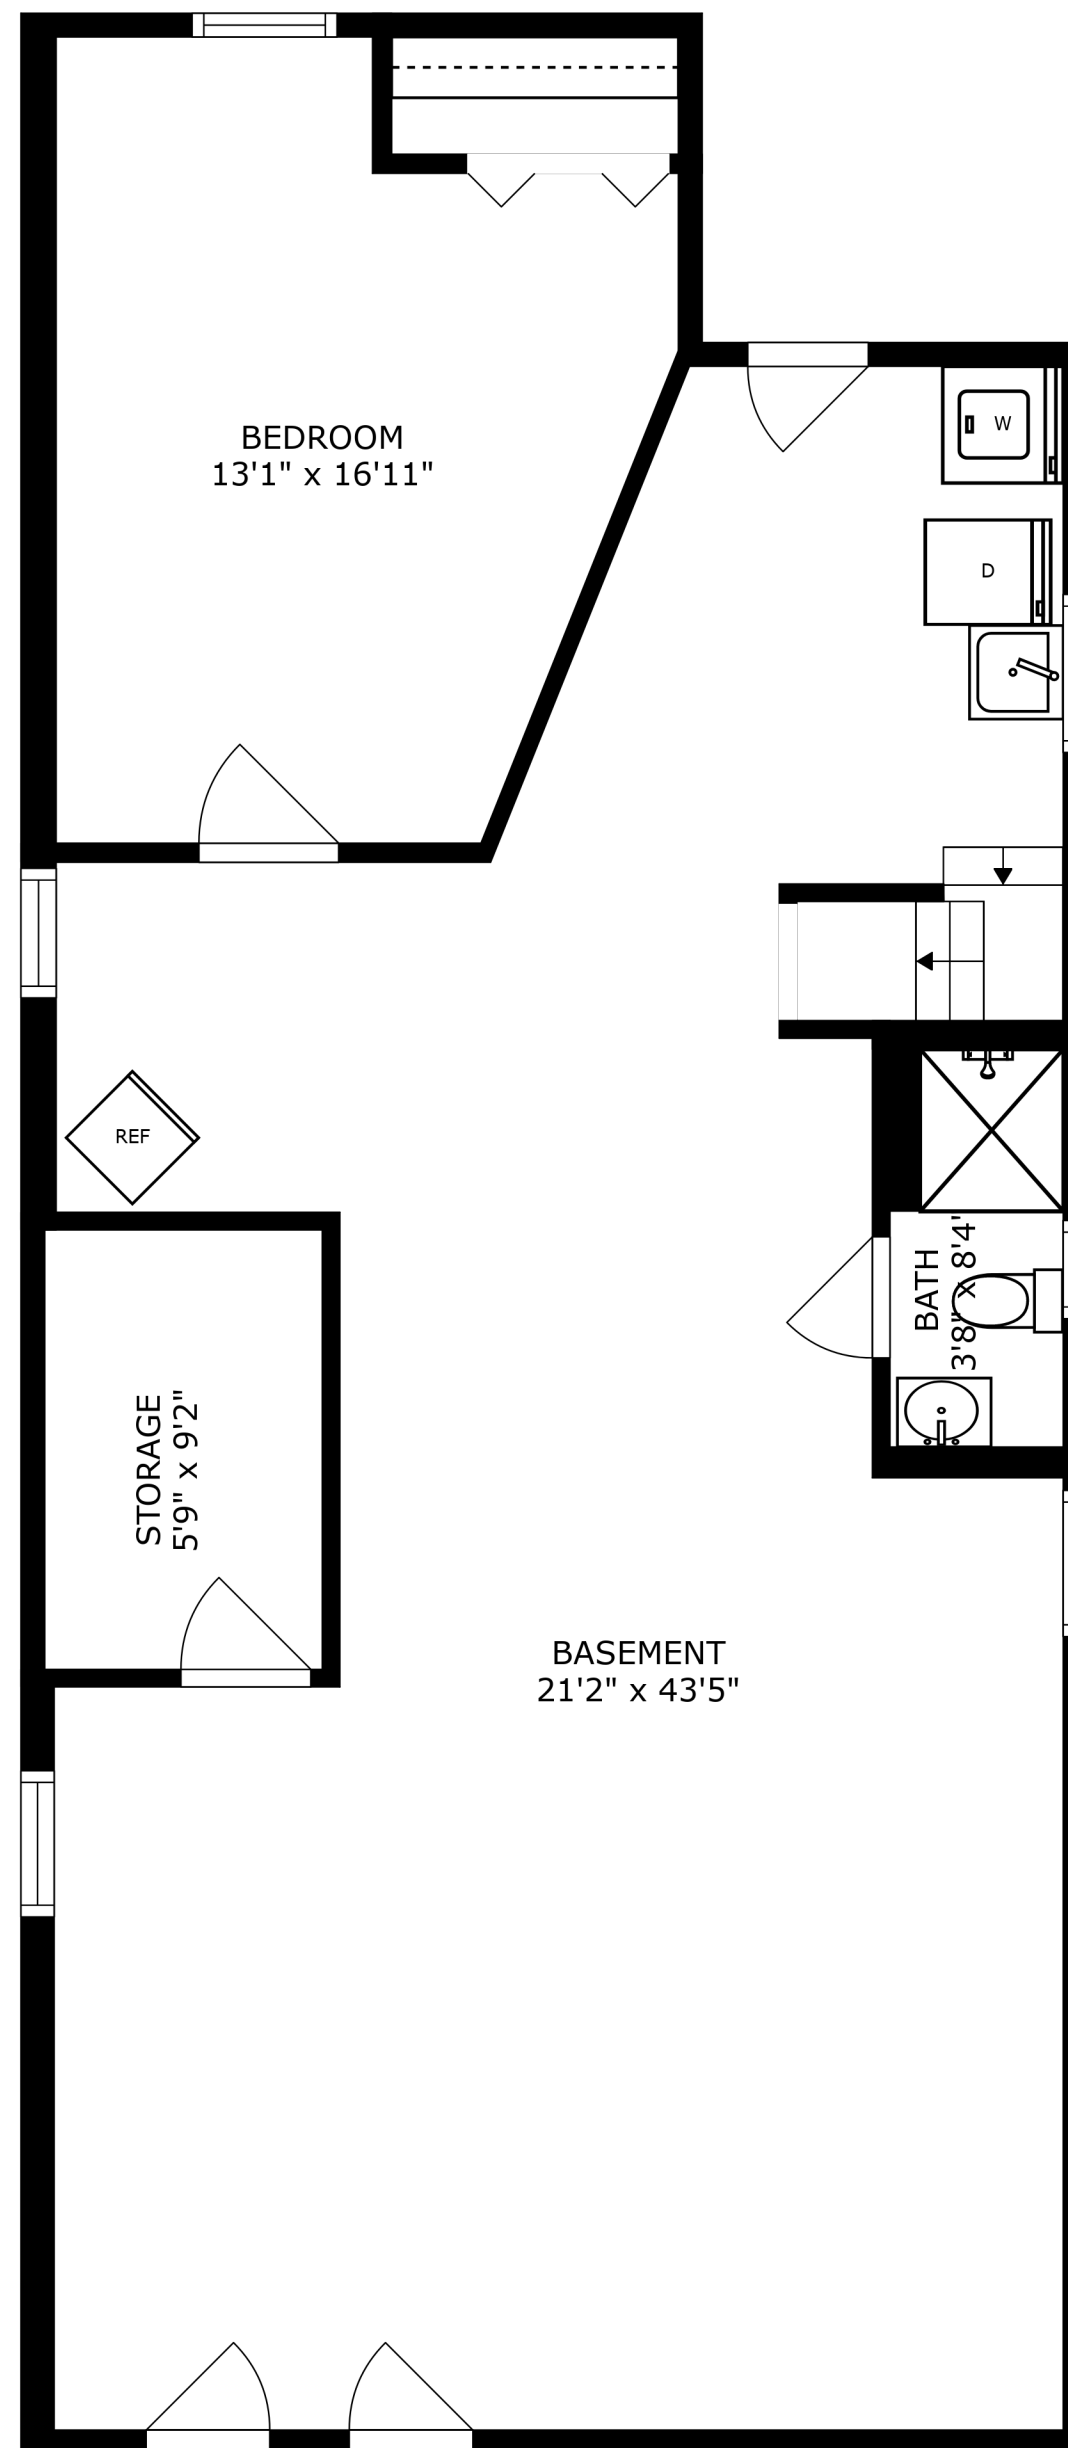 BEDROOM
13'1" x 16'11"
W
D
REF
BATH
3'8" x 8'4"
STORAGE
5'9" x 9'2"
BASEMENT
21'2" x 43'5"